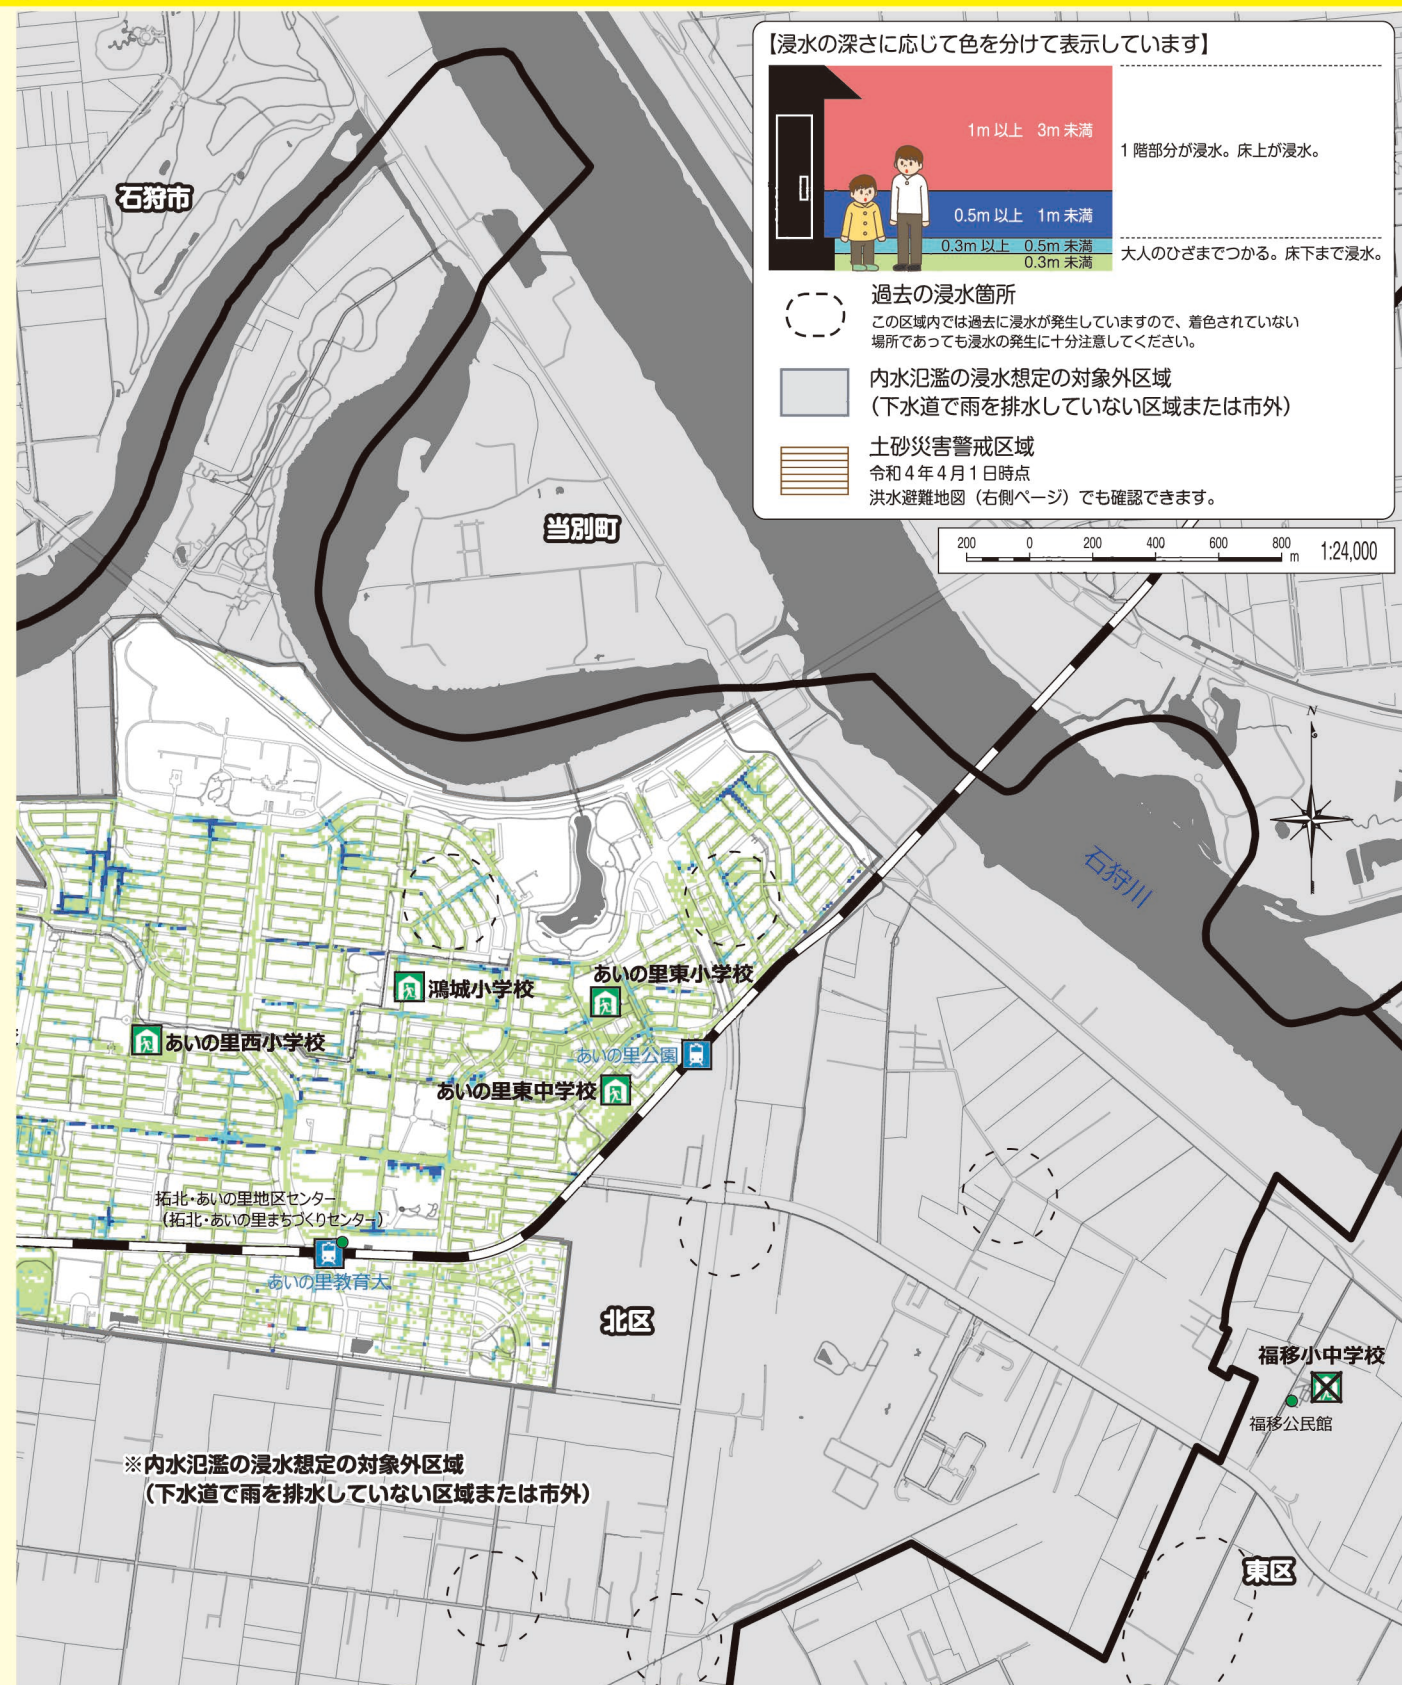 【浸水の深さに応じて色を分けて表示しています】
1m 以上　3m 未満
1 階部分が浸水。床上が浸水。
0.5m 以上　1m 未満
0.3m 以上　0.5m 未満
0.3m 未満
大人のひざまでつかる。床下まで浸水。
過去の浸水箇所
この区域内では過去に浸水が発生していますので、着色されていない
場所であっても浸水の発生に十分注意してください。
内水氾濫の浸水想定の対象外区域
（下水道で雨を排水していない区域または市外）
土砂災害警戒区域
令和４年４月１日時点
洪水避難地図（右側ページ）でも確認できます。
200　0　200　400　600　800 m　1:24,000
石狩市
当別町
N
石狩川
あいの里東小学校
鴻城小学校
あいの里西小学校
あいの里公園
あいの里東中学校
拓北・あいの里地区センター
（拓北・あいの里まちづくりセンター）
あいの里教育大
北区
福移小中学校
福移公民館
※内水氾濫の浸水想定の対象外区域
（下水道で雨を排水していない区域または市外）
東区